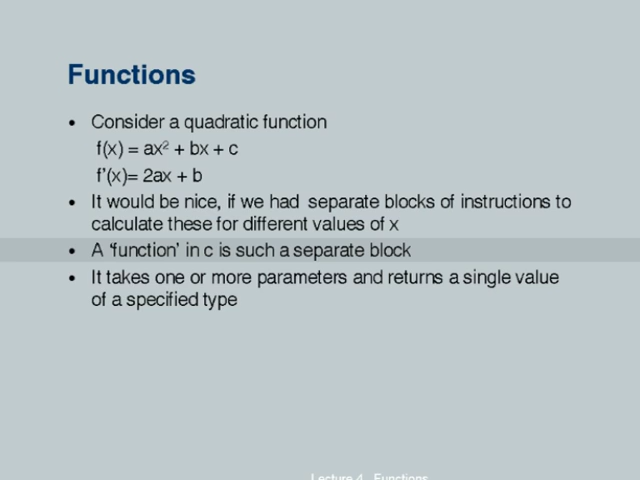 Functions
• Consider a quadratic function
f(x) = ax² + bx + c
f'(x)= 2ax + b
• It would be nice, if we had separate blocks of instructions to
calculate these for different values of x
• A ‘function’ in c is such a separate block
• It takes one or more parameters and returns a single value
of a specified type
Lecture 4 Functions